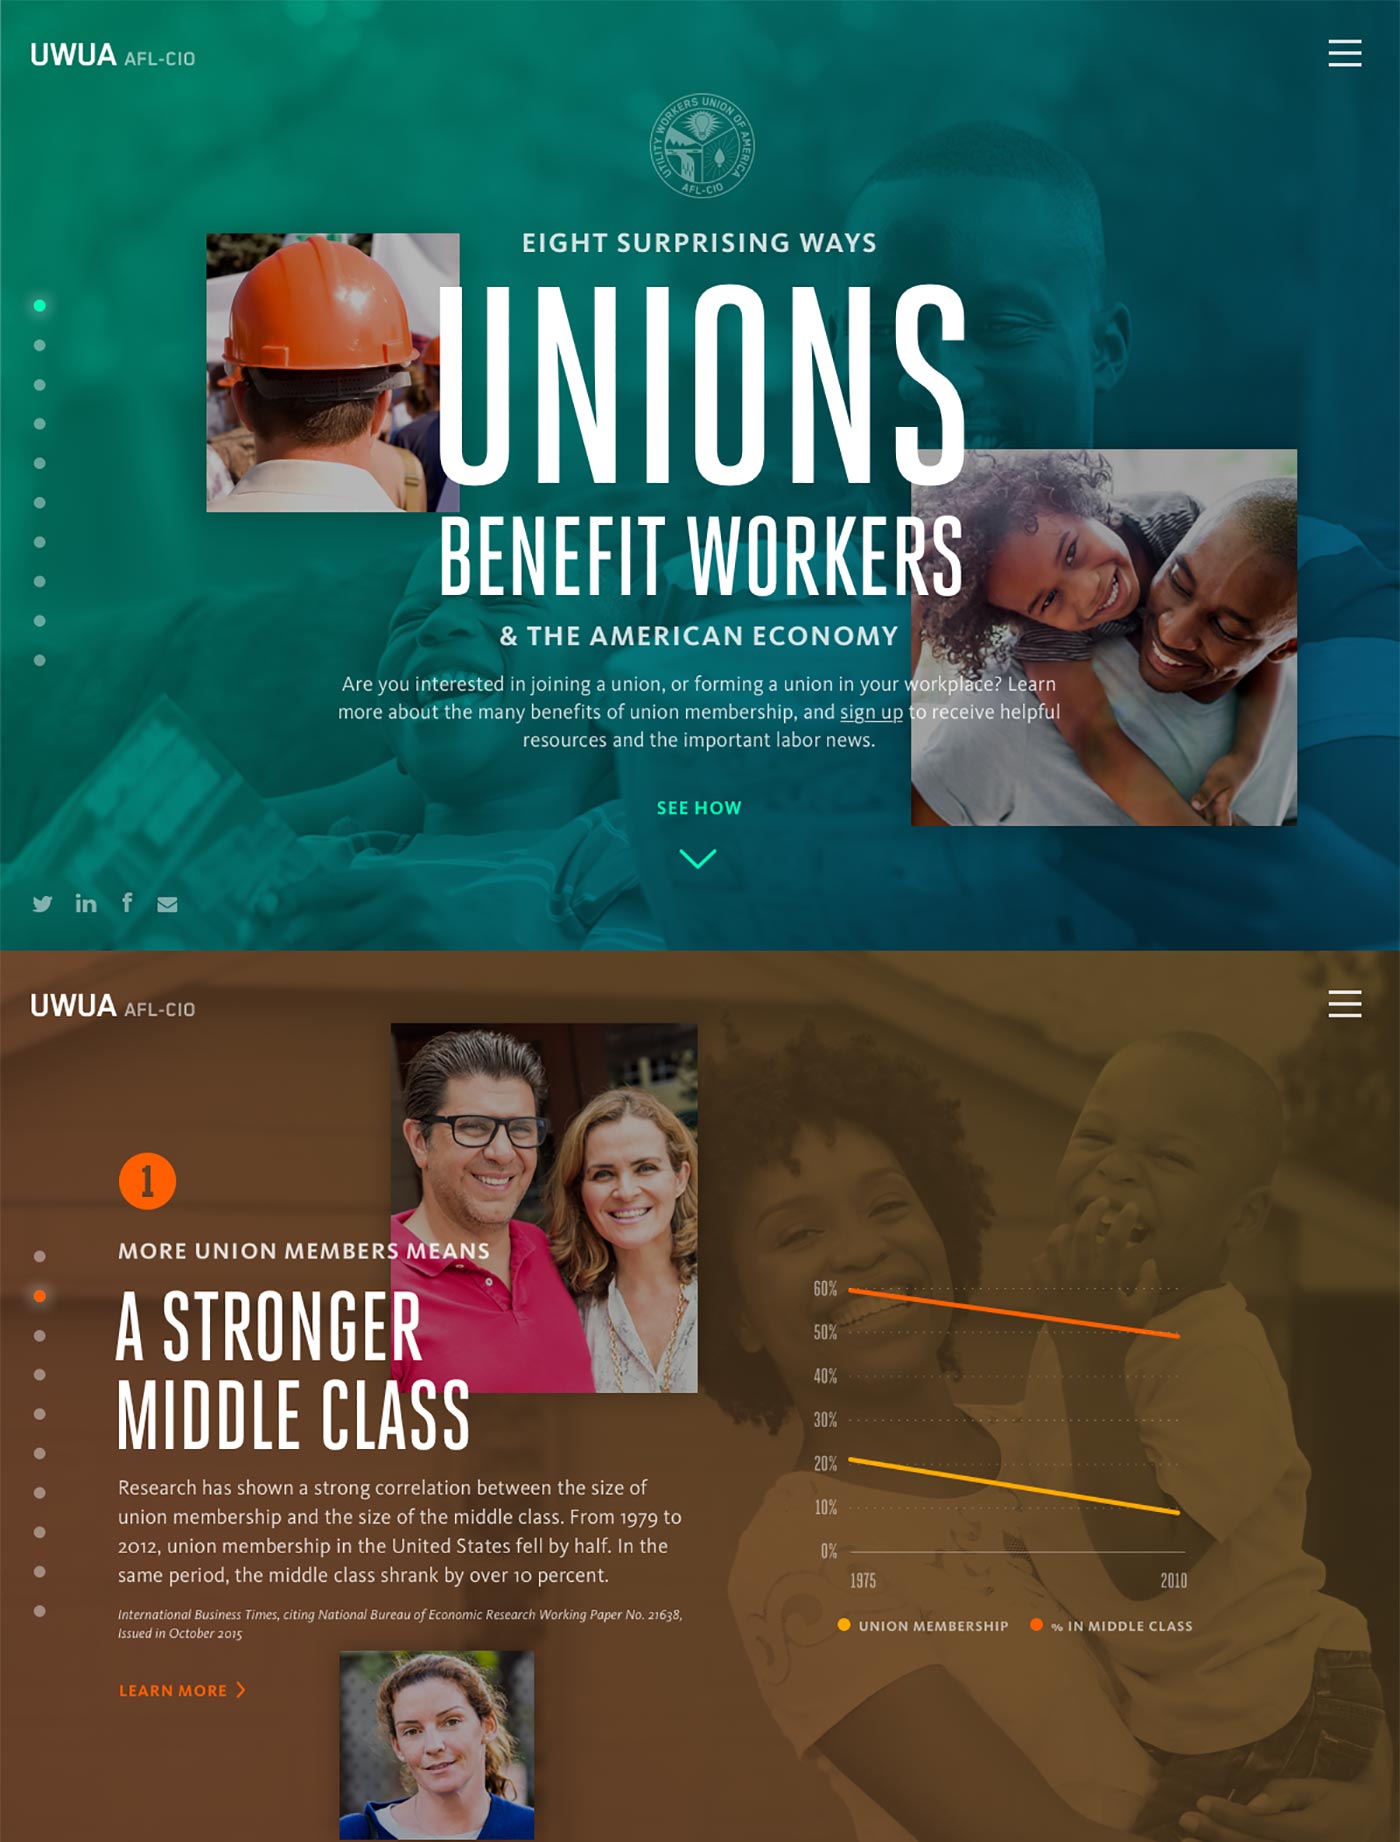 UWUA AFL-CIO
UTILITY WORKERS UNION OF AMERICA
AFL-CIO
EIGHT SURPRISING WAYS
UNIONS
BENEFIT WORKERS
& THE AMERICAN ECONOMY
Are you interested in joining a union, or forming a union in your workplace? Learn
more about the many benefits of union membership, and sign up to receive helpful
resources and the important labor news.
SEE HOW
UWUA AFL-CIO
1
MORE UNION MEMBERS MEANS
A STRONGER
MIDDLE CLASS
Research has shown a strong correlation between the size of
union membership and the size of the middle class. From 1979 to
2012, union membership in the United States fell by half. In the
same period, the middle class shrank by over 10 percent.
International Business Times, citing National Bureau of Economic Research Working Paper No. 21638,
Issued in October 2015
LEARN MORE
60%
50%
40%
30%
20%
10%
0%
1975 2010
UNION MEMBERSHIP % IN MIDDLE CLASS